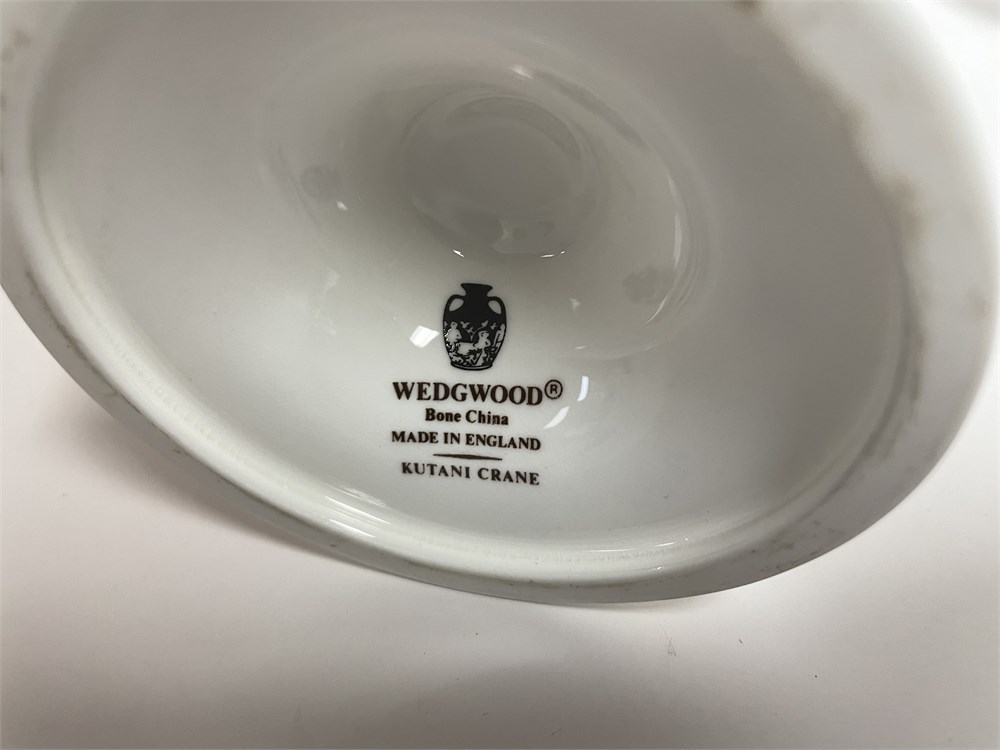 WEDGWOOD®
Bone China
MADE IN ENGLAND
KUTANI CRANE